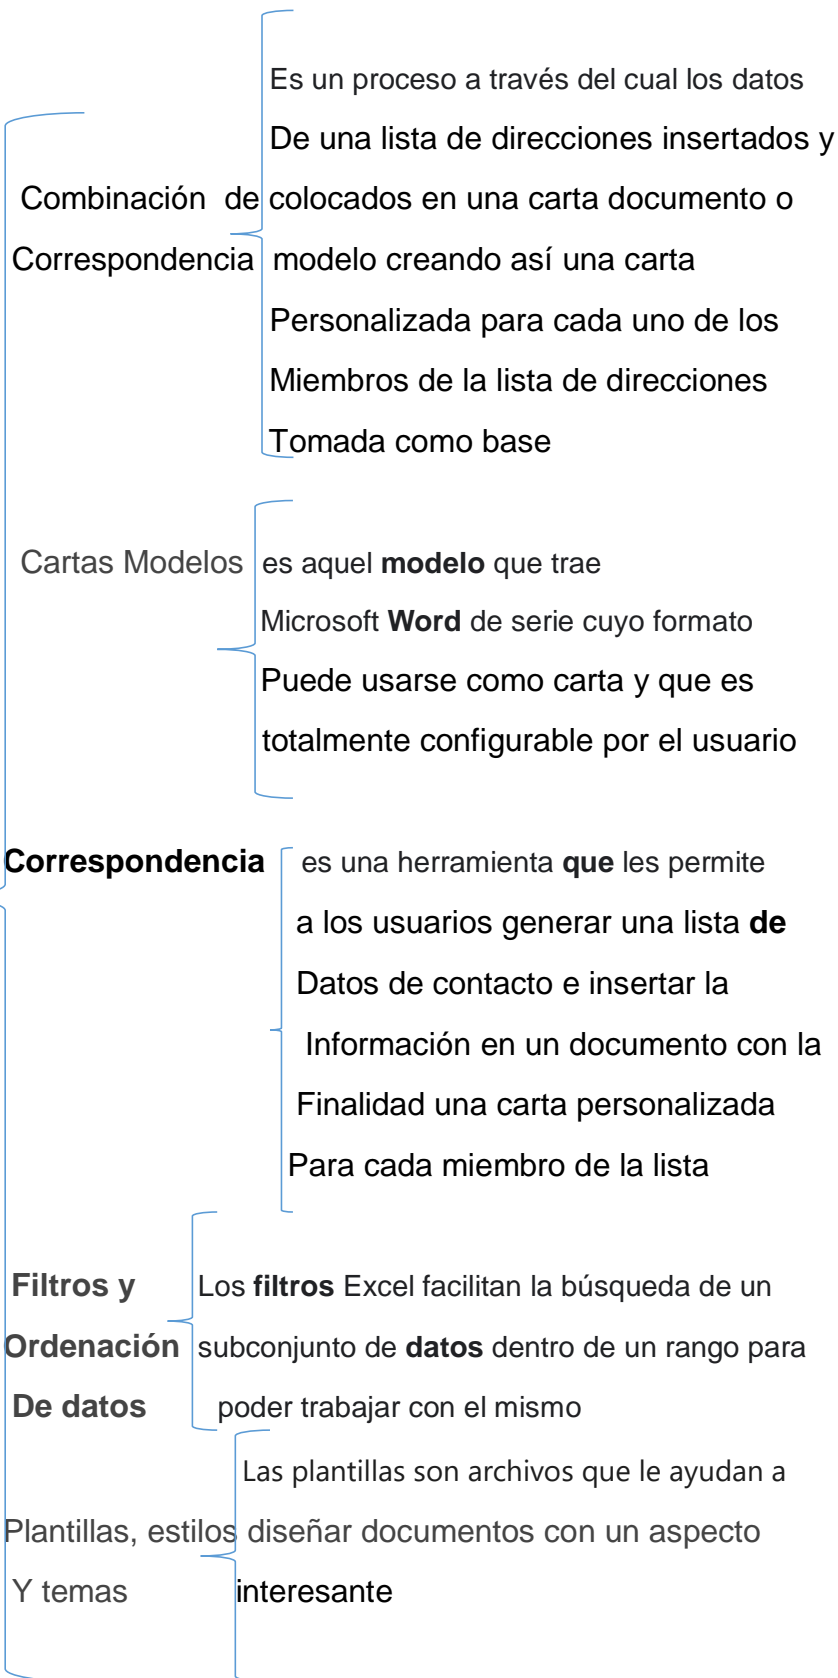 Es un proceso a través del cual los datos
De una lista de direcciones insertados y
Combinación de colocados en una carta documento o
Correspondencia modelo creando así una carta
Personalizada para cada uno de los
Miembros de la lista de direcciones
Tomada como base
Cartas Modelos es aquel modelo que trae
Microsoft Word de serie cuyo formato
Puede usarse como carta y que es
totalmente configurable por el usuario
Correspondencia es una herramienta que les permite
a los usuarios generar una lista de
Datos de contacto e insertar la
Información en un documento con la
Finalidad una carta personalizada
Para cada miembro de la lista
Filtros y Los filtros Excel facilitan la búsqueda de un
Ordenación subconjunto de datos dentro de un rango para
De datos poder trabajar con el mismo
Las plantillas son archivos que le ayudan a
Plantillas, estilos diseñar documentos con un aspecto
Y temas interesante